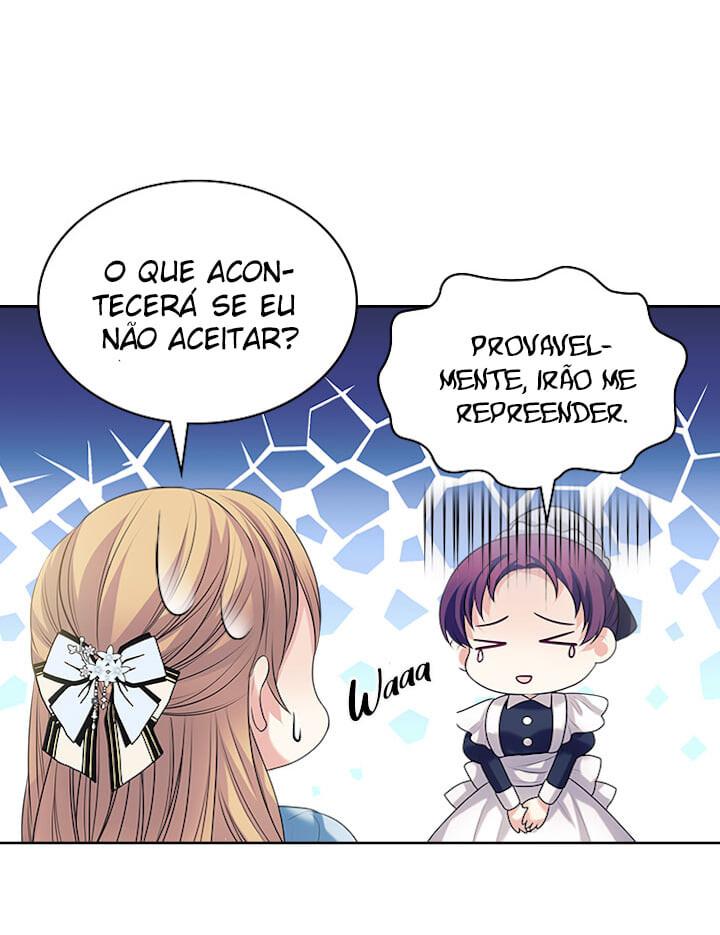 O QUE ACON-
TECERÁ SE EU
NÃO ACEITAR?
PROVAVEL-
MENTE, IRÃO ME
REPREENDER.
Waaa